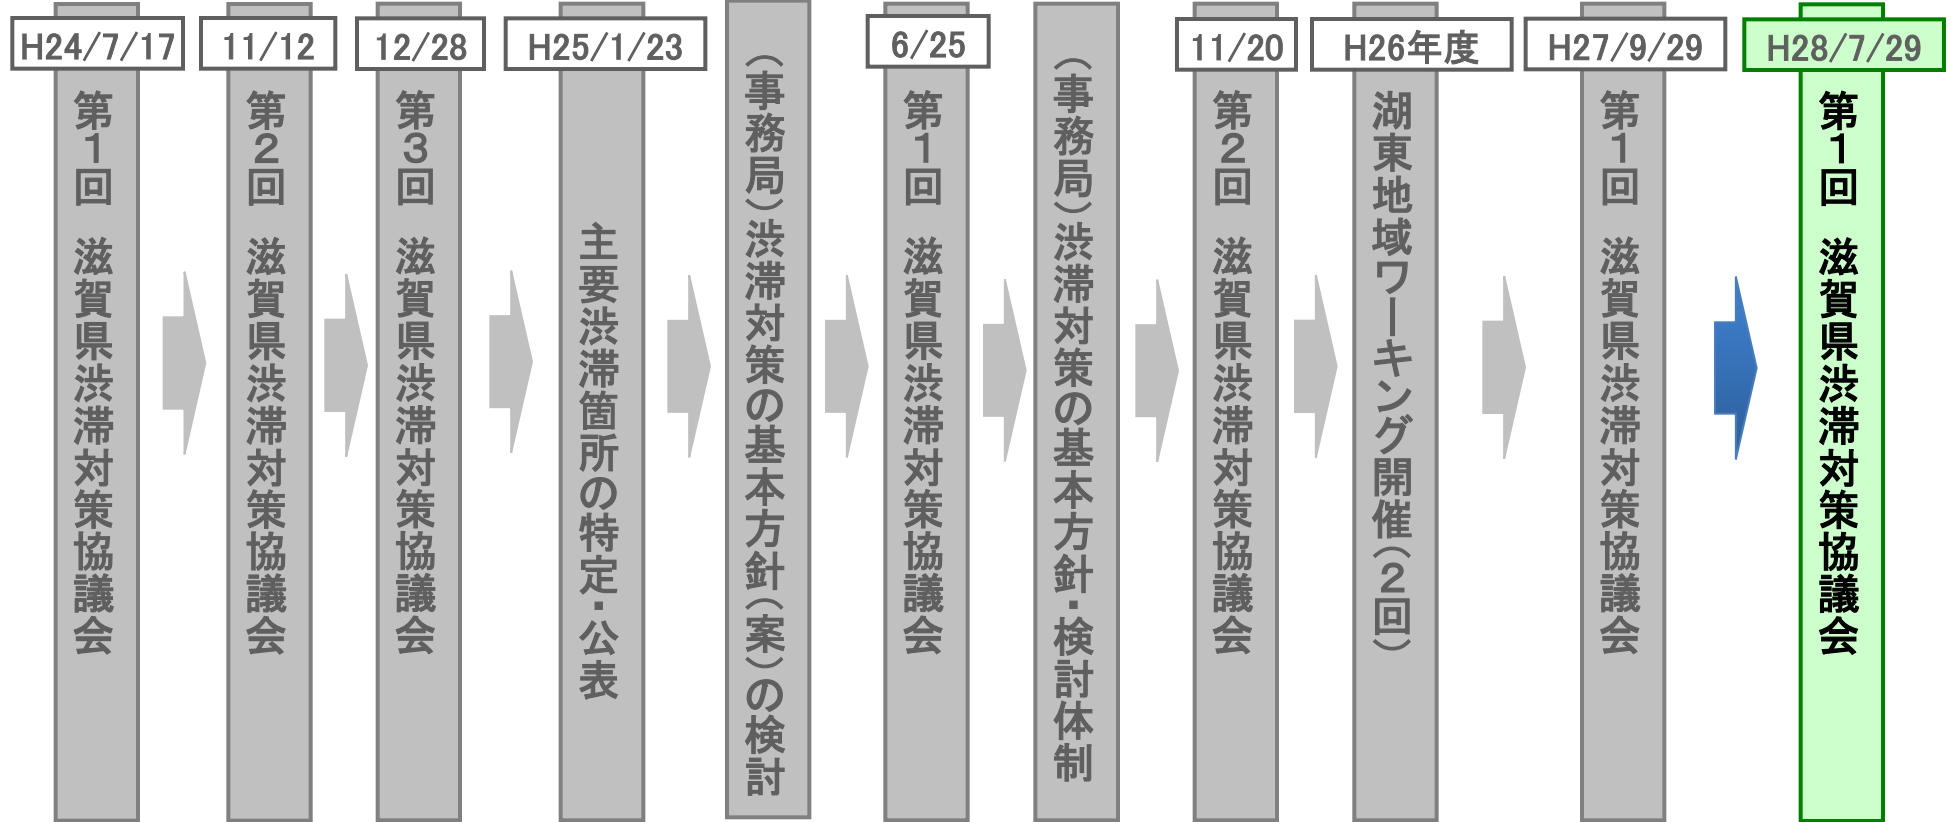 H24/7/17
第1回　滋賀県渋滞対策協議会
11/12
第2回　滋賀県渋滞対策協議会
12/28
第3回　滋賀県渋滞対策協議会
H25/1/23
主要渋滞箇所の特定・公表
（事務局）渋滞対策の基本方針（案）の検討
6/25
第1回　滋賀県渋滞対策協議会
（事務局）渋滞対策の基本方針・検討体制
11/20
第2回　滋賀県渋滞対策協議会
H26年度
湖東地域ワーキング開催（2回）
H27/9/29
第1回　滋賀県渋滞対策協議会
H28/7/29
第1回　滋賀県渋滞対策協議会